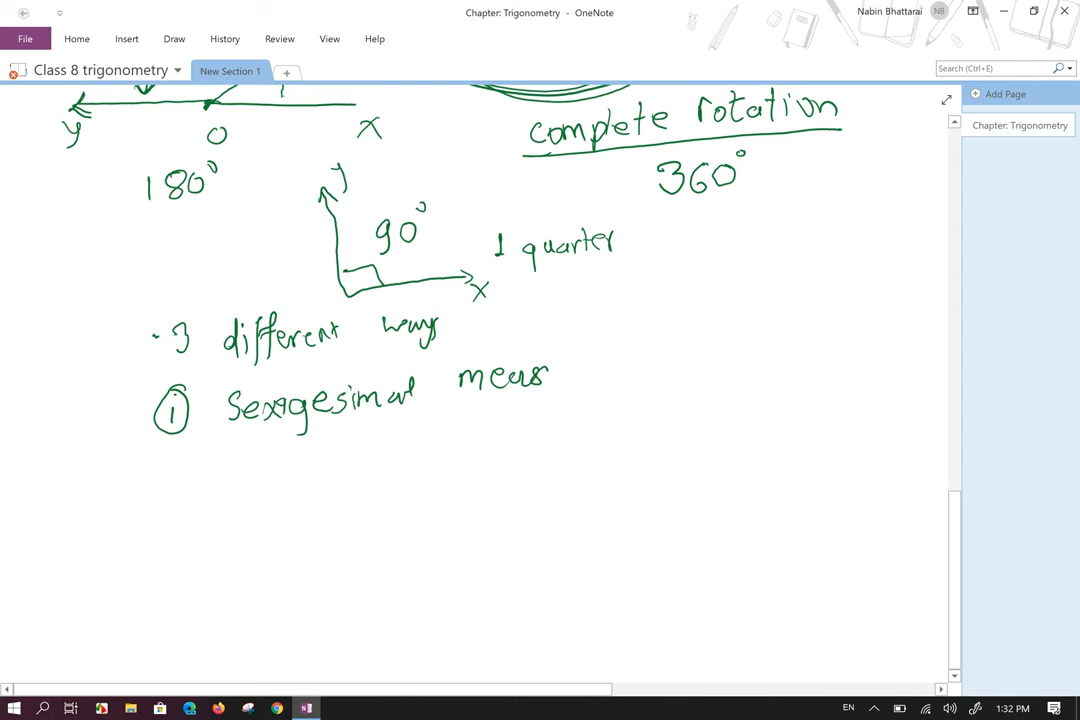 Chapter: Trigonometry - OneNote
Nabin Bhattarai
NB
File
Home
Insert
Draw
History
Review
View
Help
Class 8 trigonometry
New Section 1
+
Search (Ctrl+E)
Add Page
Chapter: Trigonometry
y
O
X
complete rotation
180°
360°
y
90°
1 quarter
X
3 different ways
i Sexagesimal meas
EN
1:32 PM